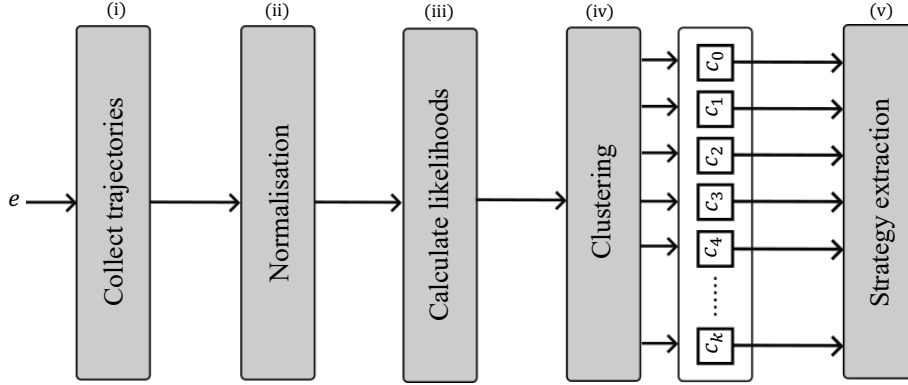 (i)
(ii)
(iii)
(iv)
(v)
e
Collect trajectories
Normalisation
Calculate likelihoods
Clustering
c₀
c₁
c₂
c₃
c₄
......
cₖ
Strategy extraction